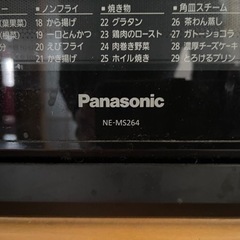 ノンフライ
焼き物
角皿スチーム
18 から揚げ
22 グラタン
26 茶わん蒸し
19 一口とんかつ
23 鶏肉のロースト
27 ガトーショコラ
20 えびフライ
24 肉巻き野菜
28 濃厚チーズケーキ
21 かき揚げ
25 ホイル焼き
29 とろけるプリン
Panasonic
NE-MS264